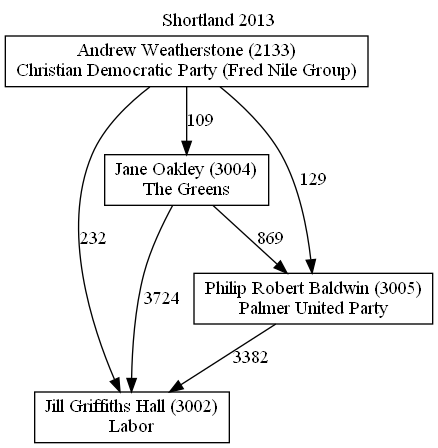 Shortland 2013
Andrew Weatherstone (2133)
Christian Democratic Party (Fred Nile Group)
109
Jane Oakley (3004)
The Greens
129
232
869
3724
Philip Robert Baldwin (3005)
Palmer United Party
3382
Jill Griffiths Hall (3002)
Labor